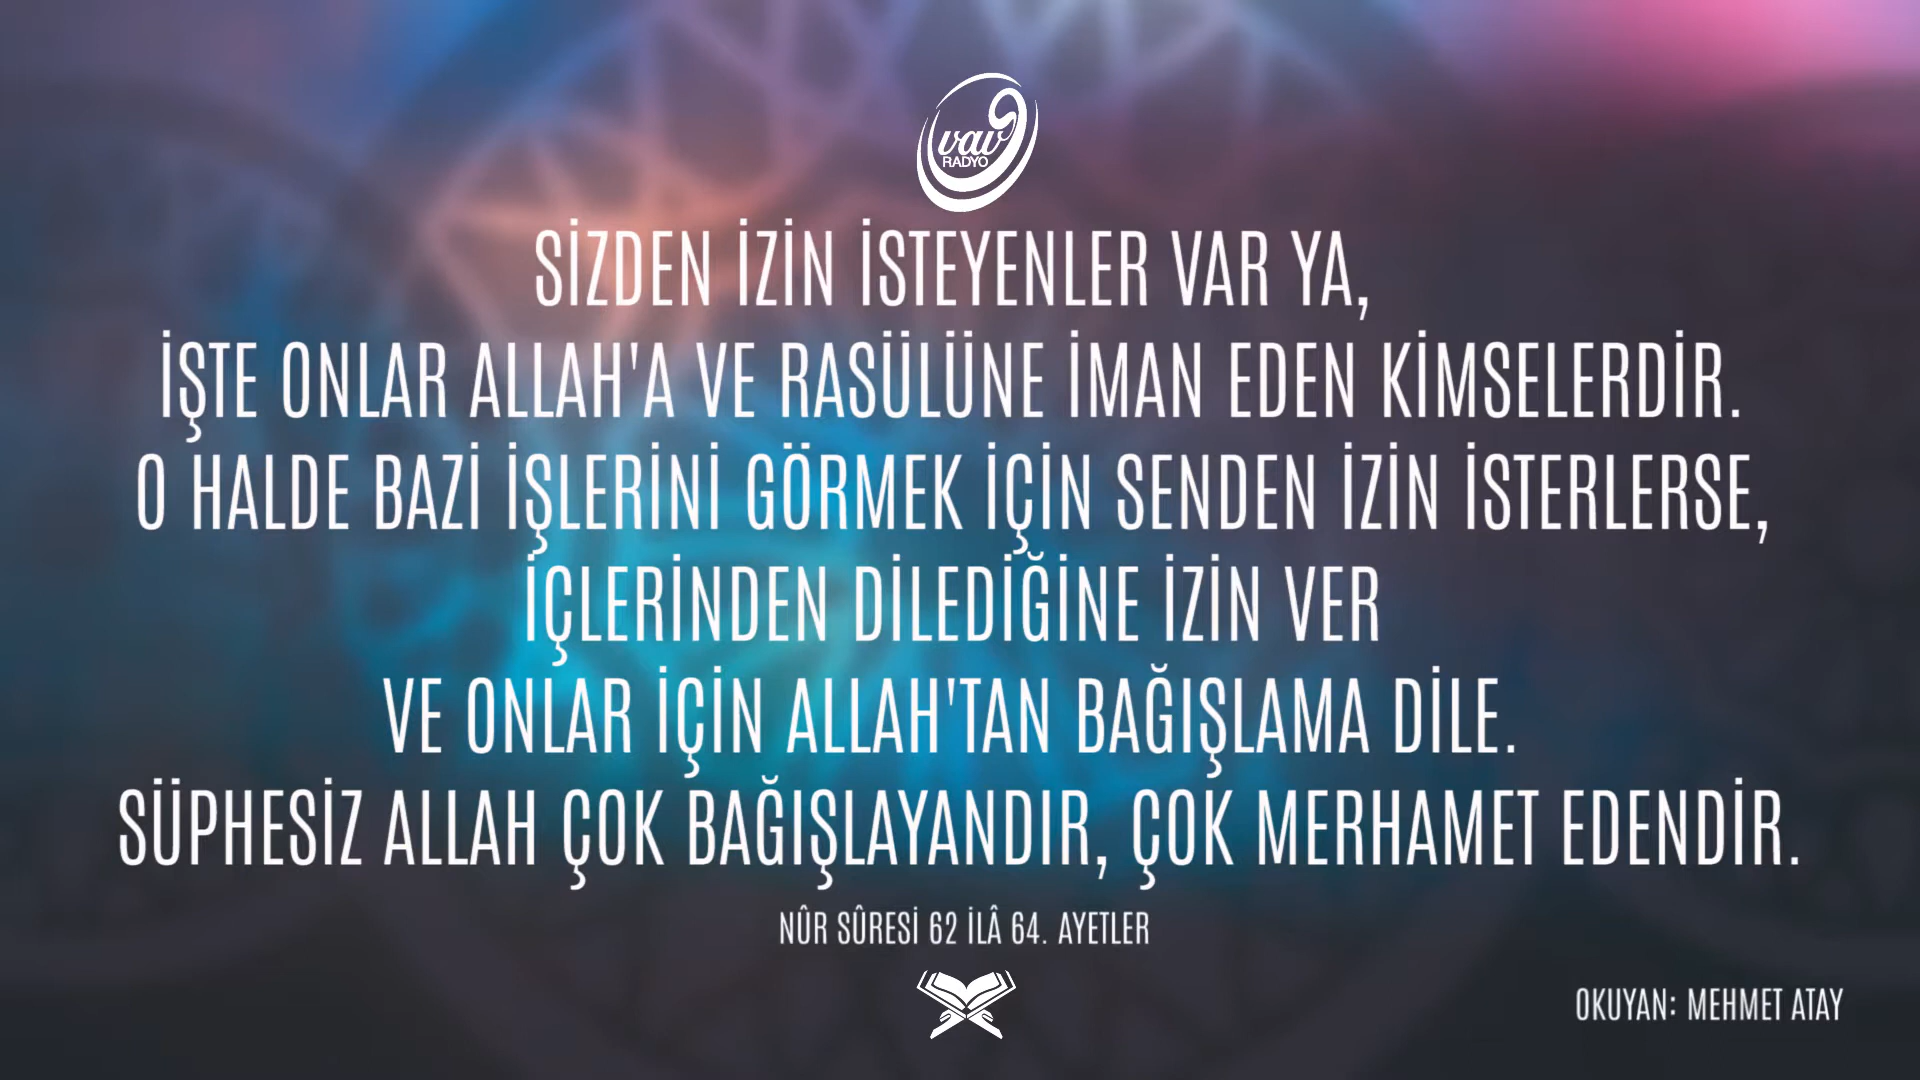 vav
RADYO
SİZDEN İZİN İSTEYENLER VAR YA,
İŞTE ONLAR ALLAH'A VE RASÜLÜNE İMAN EDEN KİMSELERDİR.
O HALDE BAZİ İŞLERİNİ GÖRMEK İÇİN SENDEN İZİN İSTERLERSE,
İÇLERİNDEN DİLEDİĞİNE İZİN VER
VE ONLAR İÇİN ALLAH'TAN BAĞIŞLAMA DİLE.
SÜPHESİZ ALLAH ÇOK BAĞIŞLAYANDIR, ÇOK MERHAMET EDENDİR.
NÛR SÛRESİ 62 İLÂ 64. AYETLER
OKUYAN: MEHMET ATAY